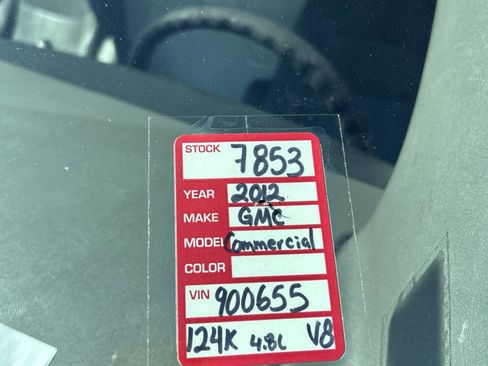 STOCK 7853
YEAR 2012
MAKE GMC
MODEL Commercial
COLOR
VIN 900655
124K 4.8L V8